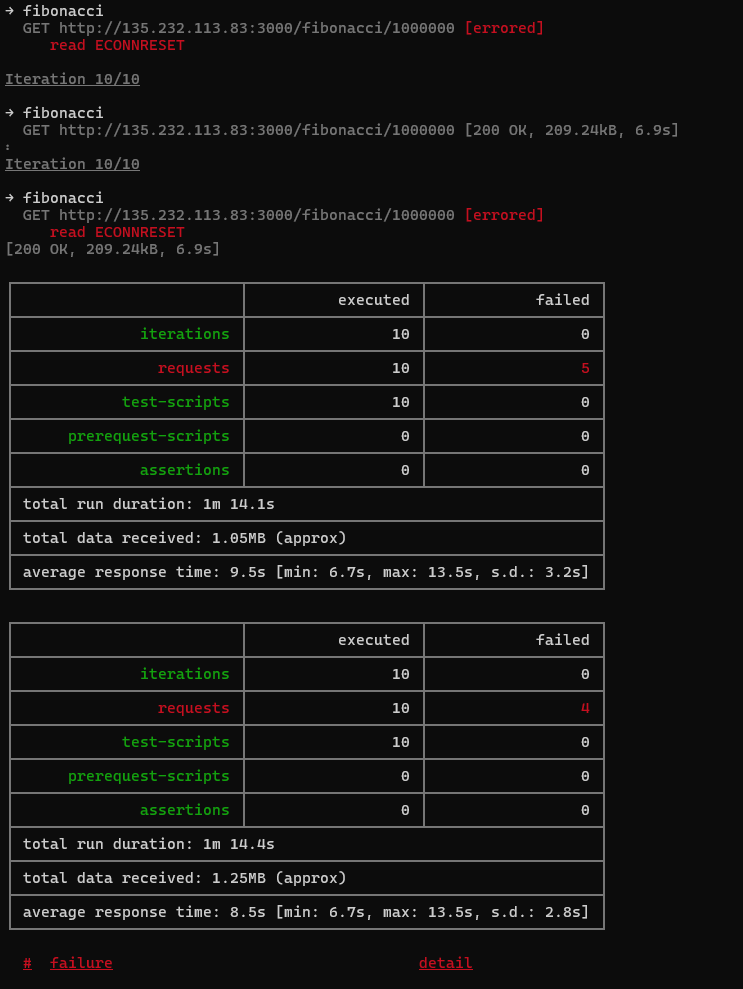 → fibonacci
GET http://135.232.113.83:3000/fibonacci/1000000 [errored]
read ECONNRESET
Iteration 10/10
→ fibonacci
GET http://135.232.113.83:3000/fibonacci/1000000 [200 OK, 209.24kB, 6.9s]
:
Iteration 10/10
→ fibonacci
GET http://135.232.113.83:3000/fibonacci/1000000 [errored]
read ECONNRESET
[200 OK, 209.24kB, 6.9s]
executed failed
iterations 10 0
requests 10 5
test-scripts 10 0
prerequest-scripts 0 0
assertions 0 0
total run duration: 1m 14.1s
total data received: 1.05MB (approx)
average response time: 9.5s [min: 6.7s, max: 13.5s, s.d.: 3.2s]
executed failed
iterations 10 0
requests 10 4
test-scripts 10 0
prerequest-scripts 0 0
assertions 0 0
total run duration: 1m 14.4s
total data received: 1.25MB (approx)
average response time: 8.5s [min: 6.7s, max: 13.5s, s.d.: 2.8s]
# failure detail